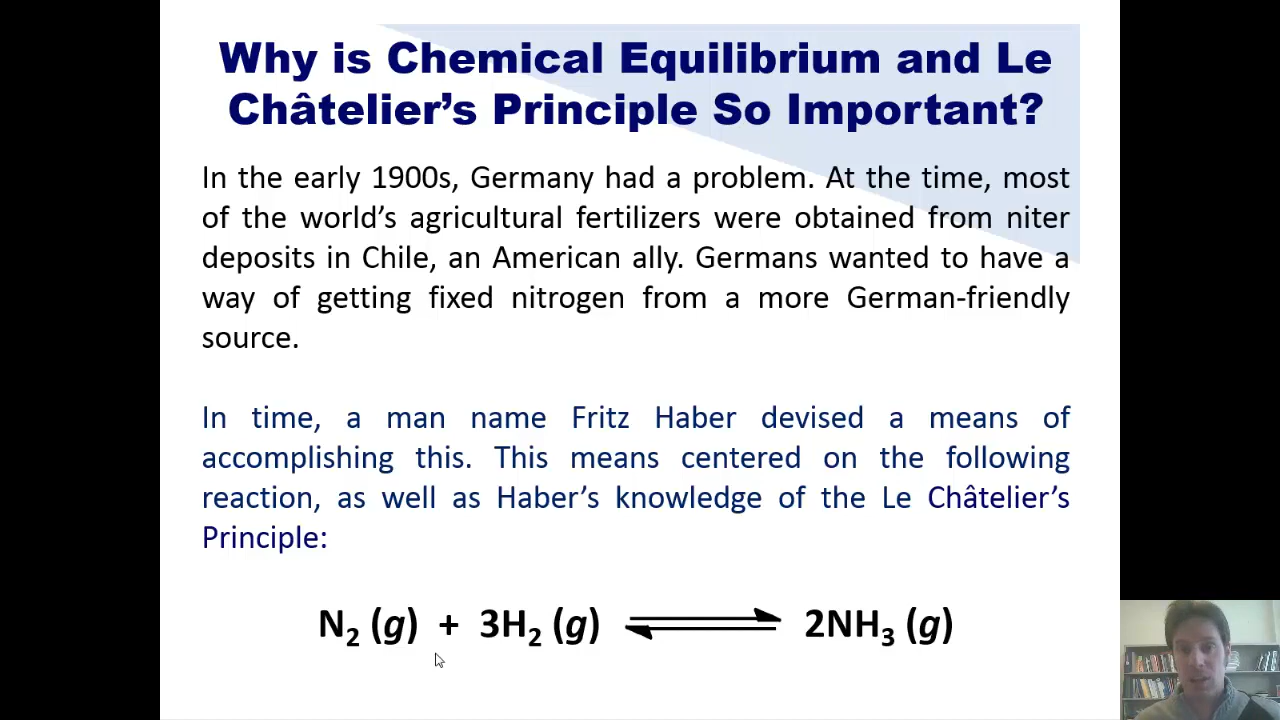 Why is Chemical Equilibrium and Le
Châtelier’s Principle So Important?
In the early 1900s, Germany had a problem. At the time, most
of the world’s agricultural fertilizers were obtained from niter
deposits in Chile, an American ally. Germans wanted to have a
way of getting fixed nitrogen from a more German-friendly
source.
In time, a man name Fritz Haber devised a means of
accomplishing this. This means centered on the following
reaction, as well as Haber’s knowledge of the Le Châtelier’s
Principle:
N₂ (g) + 3H₂ (g) ⇌ 2NH₃ (g)